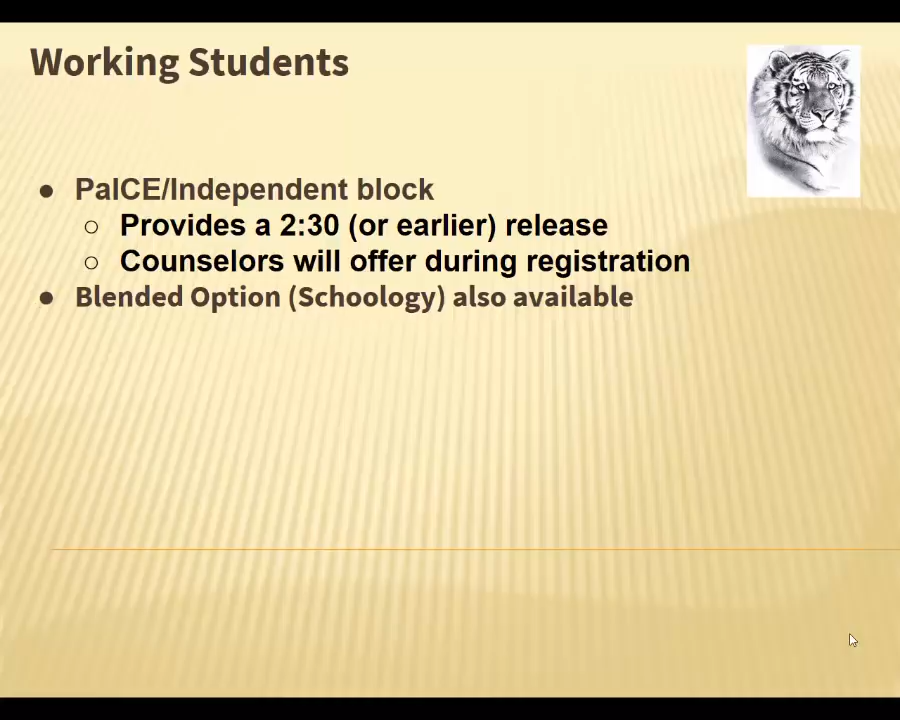 Working Students
● PaICE/Independent block
○ Provides a 2:30 (or earlier) release
○ Counselors will offer during registration
● Blended Option (Schoology) also available